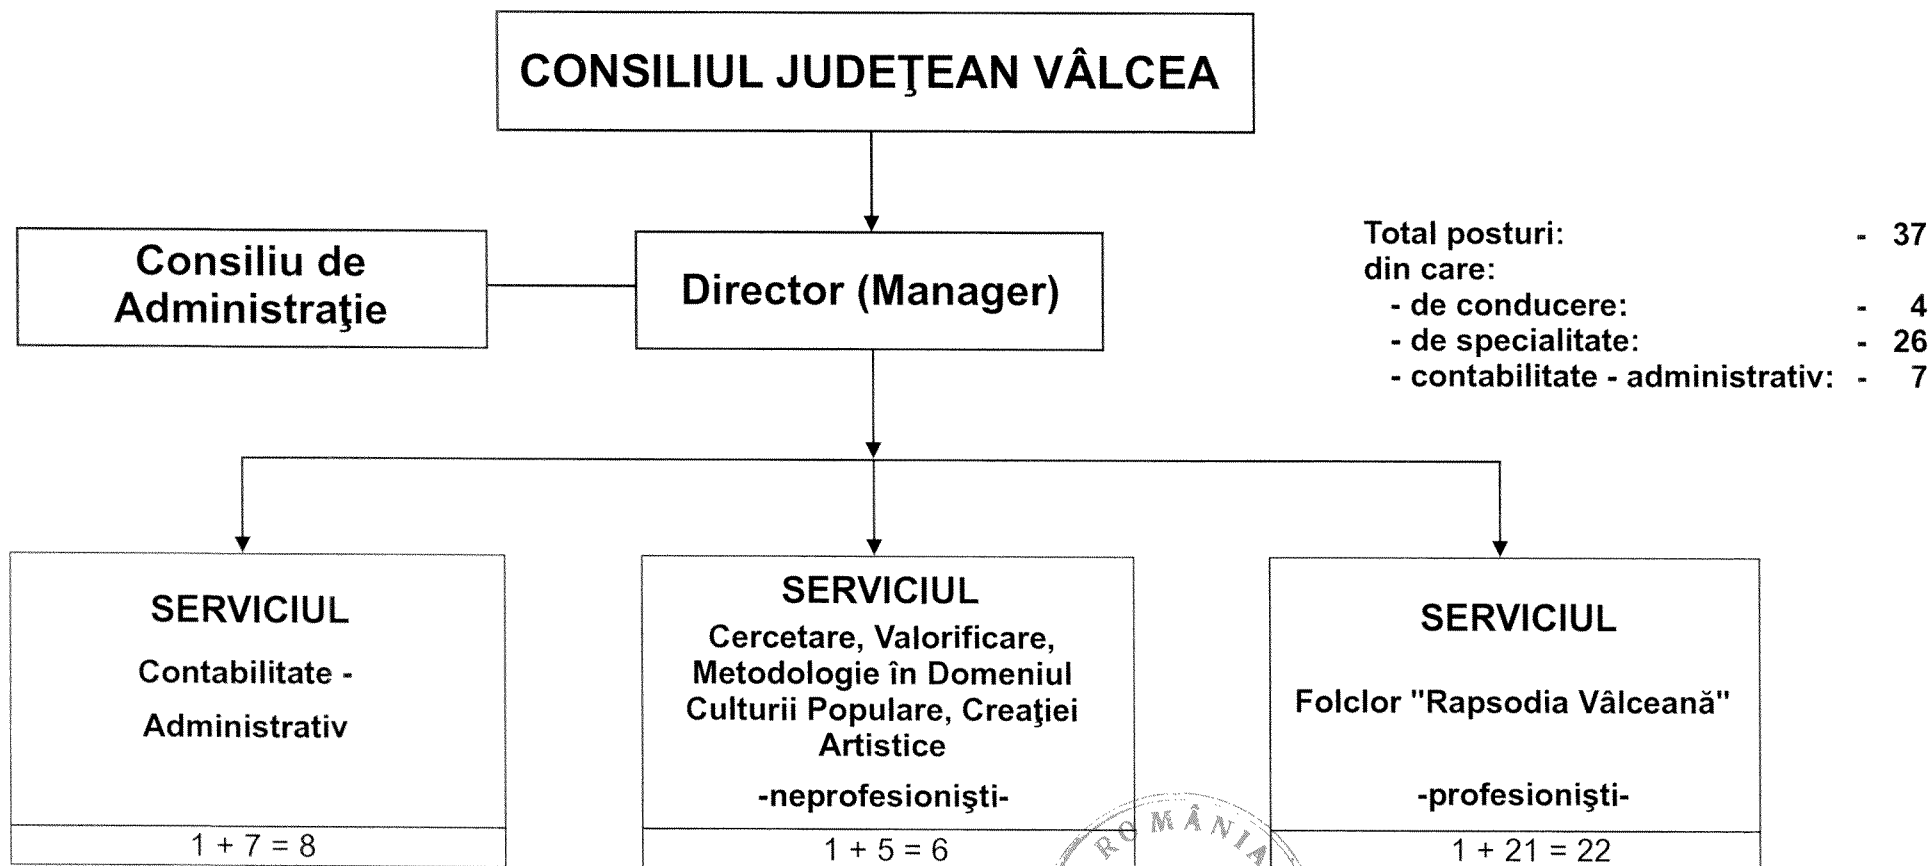 CONSILIUL JUDEŢEAN VÂLCEA
Consiliu de
Administraţie
Director (Manager)
Total posturi: - 37
din care:
- de conducere: - 4
- de specialitate: - 26
- contabilitate - administrativ: - 7
SERVICIUL
Contabilitate -
Administrativ
1 + 7 = 8
SERVICIUL
Cercetare, Valorificare,
Metodologie în Domeniul
Culturii Populare, Creaţiei
Artistice
-neprofesionişti-
1 + 5 = 6
SERVICIUL
Folclor "Rapsodia Vâlceană"
-profesionişti-
1 + 21 = 22
ROMÂNIA